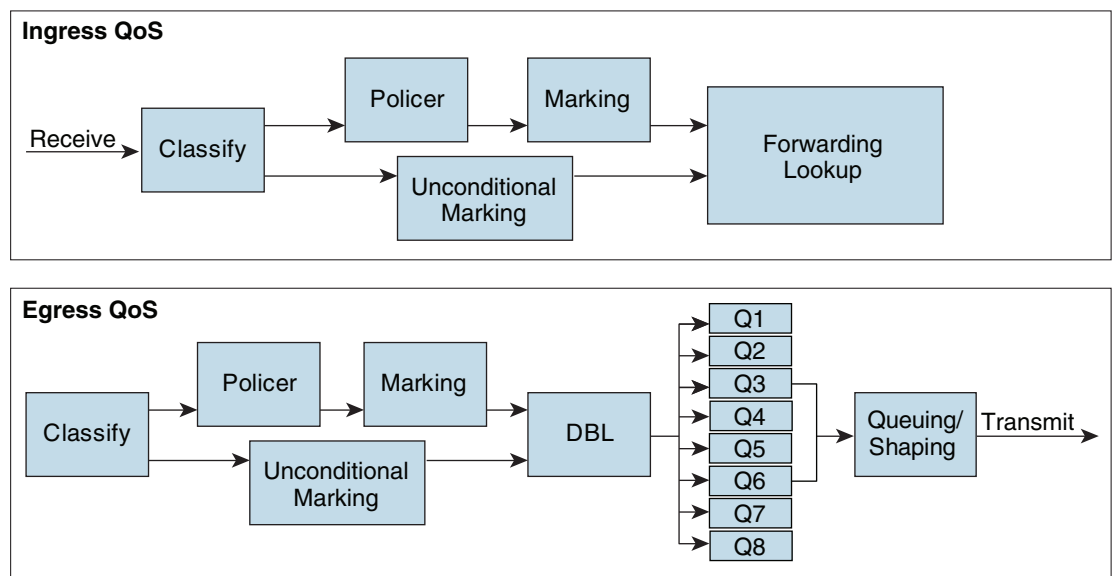 Ingress QoS
Receive
Classify
Policer
Marking
Unconditional
Marking
Forwarding
Lookup
Egress QoS
Classify
Policer
Marking
Unconditional
Marking
DBL
Q1
Q2
Q3
Q4
Q5
Q6
Q7
Q8
Queuing/
Shaping
Transmit